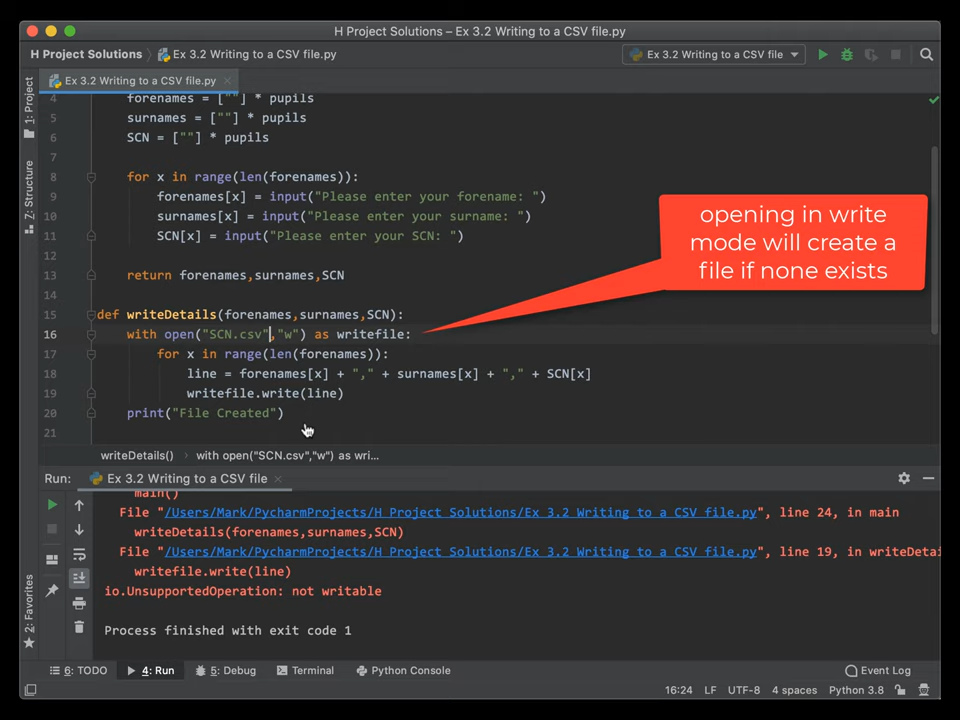 H Project Solutions – Ex 3.2 Writing to a CSV file.py
H Project Solutions
Ex 3.2 Writing to a CSV file.py
Ex 3.2 Writing to a CSV file
Ex 3.2 Writing to a CSV file.py
1: Project
7: Structure
2: Favorites
4 forenames = [""] * pupils
5 surnames = [""] * pupils
6 SCN = [""] * pupils
7
8 for x in range(len(forenames)):
9 forenames[x] = input("Please enter your forename: ")
10 surnames[x] = input("Please enter your surname: ")
11 SCN[x] = input("Please enter your SCN: ")
12
13 return forenames,surnames,SCN
14
15 def writeDetails(forenames,surnames,SCN):
16 with open("SCN.csv","w") as writefile:
17 for x in range(len(forenames)):
18 line = forenames[x] + "," + surnames[x] + "," + SCN[x]
19 writefile.write(line)
20 print("File Created")
21
opening in write
mode will create a
file if none exists
writeDetails() › with open("SCN.csv","w") as wri...
Run: Ex 3.2 Writing to a CSV file
main()
File "/Users/Mark/PycharmProjects/H Project Solutions/Ex 3.2 Writing to a CSV file.py", line 24, in main
writeDetails(forenames,surnames,SCN)
File "/Users/Mark/PycharmProjects/H Project Solutions/Ex 3.2 Writing to a CSV file.py", line 19, in writeDetai
writefile.write(line)
io.UnsupportedOperation: not writable
Process finished with exit code 1
6: TODO
4: Run
5: Debug
Terminal
Python Console
Event Log
16:24 LF UTF-8 4 spaces Python 3.8